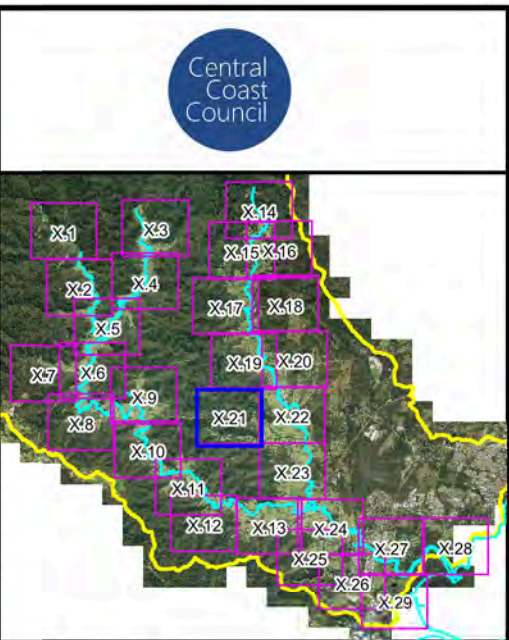 Central
Coast
Council
X.14
X.1
X.3
X.15
X.16
X.2
X.4
X.17
X.18
X.5
X.19
X.20
X.7
X.6
X.9
X.21
X.22
X.8
X.10
X.23
X.11
X.12
X.13
X.24
X.27
X.28
X.25
X.26
X.29